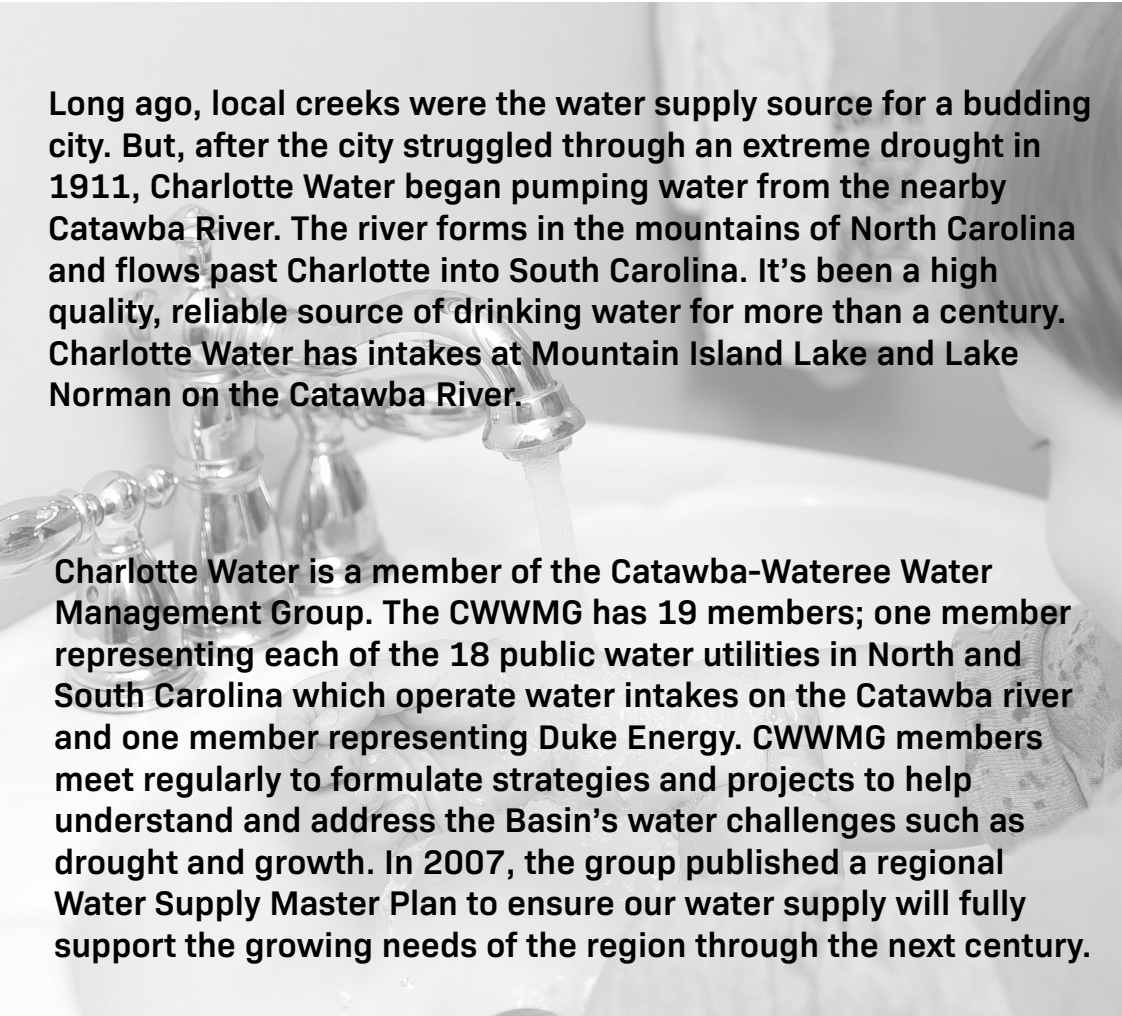 Long ago, local creeks were the water supply source for a budding
city. But, after the city struggled through an extreme drought in
1911, Charlotte Water began pumping water from the nearby
Catawba River. The river forms in the mountains of North Carolina
and flows past Charlotte into South Carolina. It’s been a high
quality, reliable source of drinking water for more than a century.
Charlotte Water has intakes at Mountain Island Lake and Lake
Norman on the Catawba River.
Charlotte Water is a member of the Catawba-Wateree Water
Management Group. The CWWMG has 19 members; one member
representing each of the 18 public water utilities in North and
South Carolina which operate water intakes on the Catawba river
and one member representing Duke Energy. CWWMG members
meet regularly to formulate strategies and projects to help
understand and address the Basin’s water challenges such as
drought and growth. In 2007, the group published a regional
Water Supply Master Plan to ensure our water supply will fully
support the growing needs of the region through the next century.